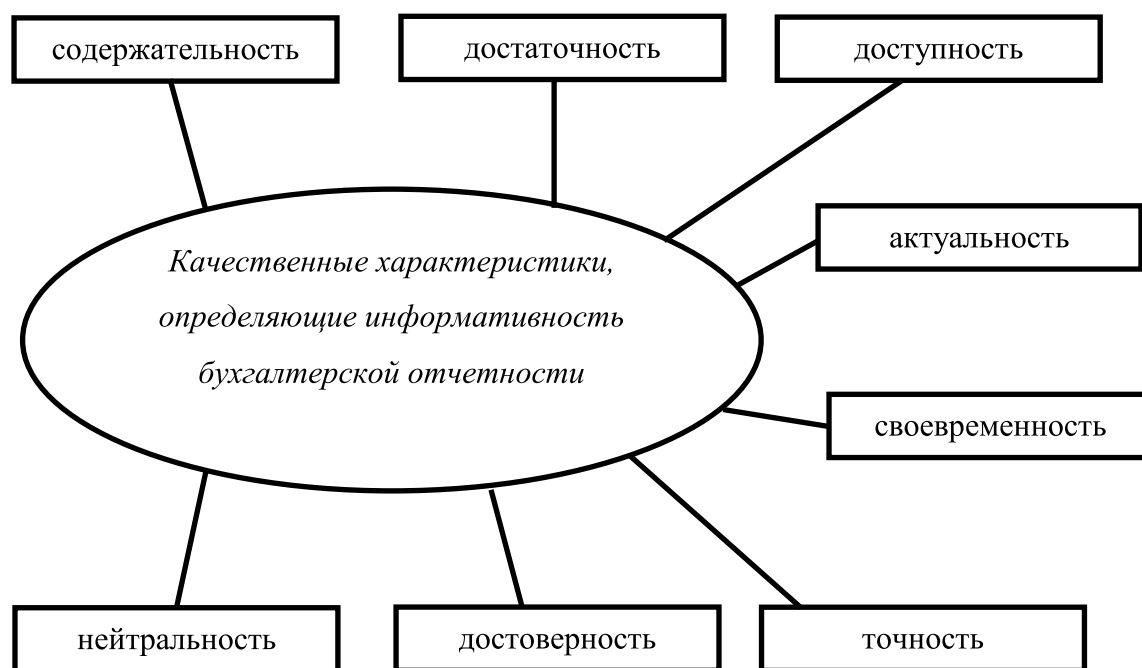 содержательность
достаточность
доступность
актуальность
Качественные характеристики,
определяющие информативность
бухгалтерской отчетности
своевременность
нейтральность
достоверность
точность